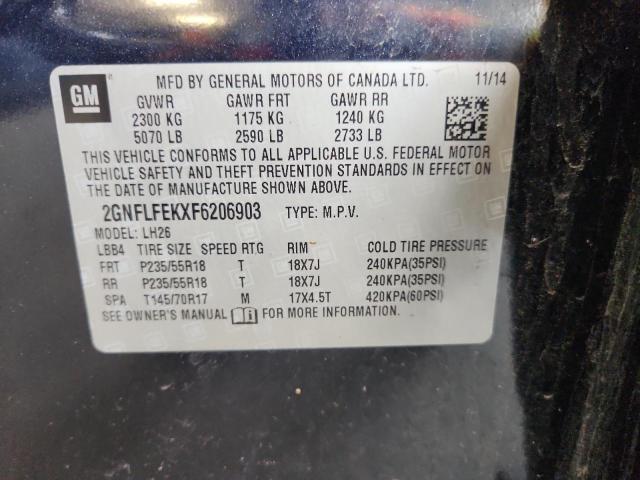 GM
MFD BY GENERAL MOTORS OF CANADA LTD. 11/14
GVWR GAWR FRT GAWR RR
2300 KG 1175 KG 1240 KG
5070 LB 2590 LB 2733 LB
THIS VEHICLE CONFORMS TO ALL APPLICABLE U.S. FEDERAL MOTOR
VEHICLE SAFETY AND THEFT PREVENTION STANDARDS IN EFFECT ON
THE DATE OF MANUFACTURE SHOWN ABOVE.
2GNFLFEKXF6206903 TYPE: M.P.V.
MODEL: LH26
LBB4 TIRE SIZE SPEED RTG RIM COLD TIRE PRESSURE
FRT P235/55R18 T 18X7J 240KPA(35PSI)
RR P235/55R18 T 18X7J 240KPA(35PSI)
SPA T145/70R17 M 17X4.5T 420KPA(60PSI)
SEE OWNER'S MANUAL FOR MORE INFORMATION.